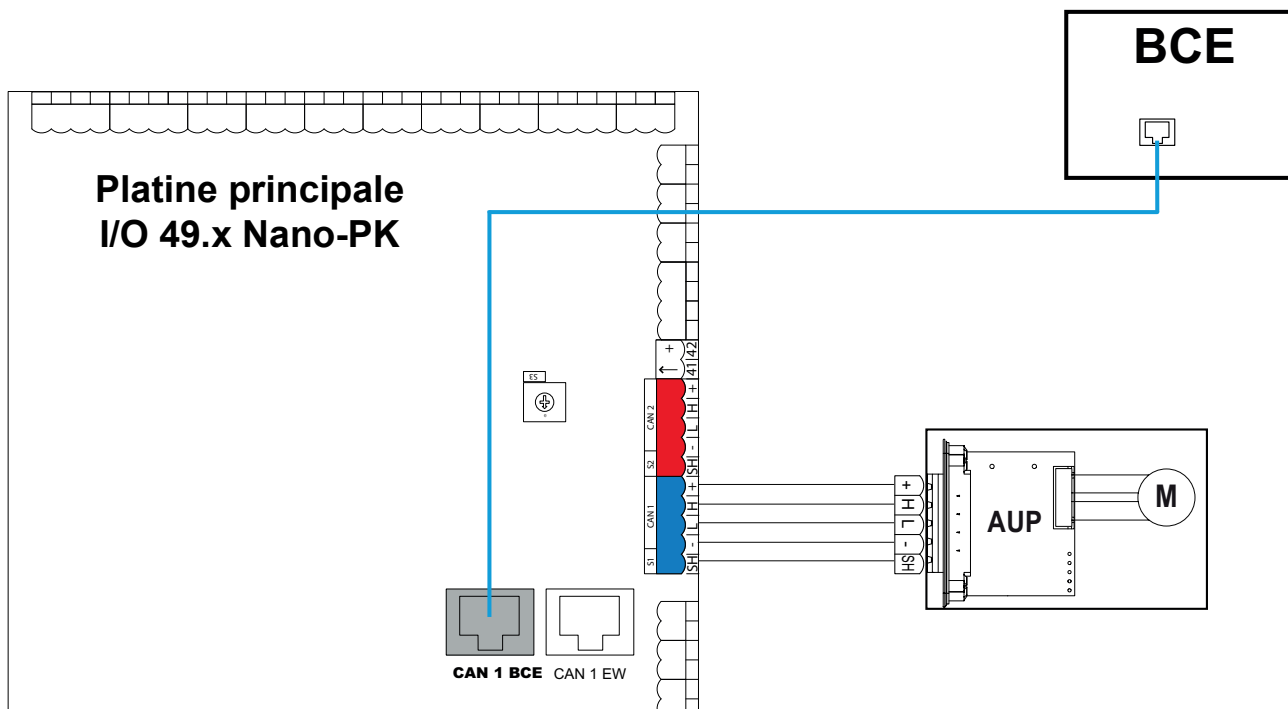 BCE
Platine principale
I/O 49.x Nano-PK
S3
+ 42
↑ 41
CAN 2
+
H
L
-
S2 SH
CAN 1
+
H
L
-
S1 SH
+
H
L
-
SH
AUP
M
CAN 1 BCE CAN 1 EW